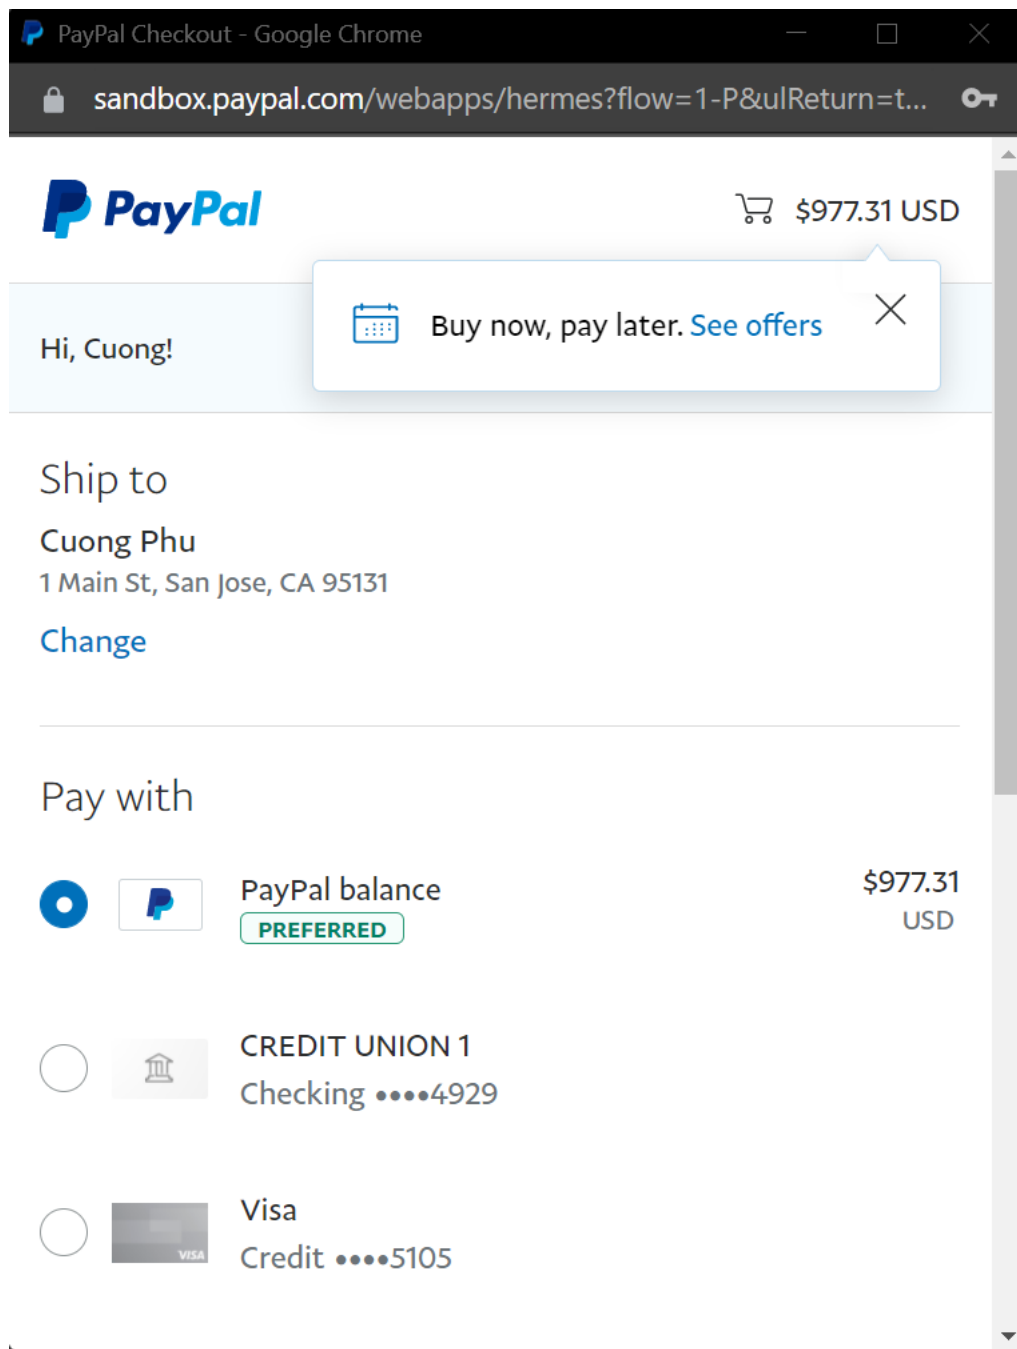 PayPal Checkout - Google Chrome
sandbox.paypal.com/webapps/hermes?flow=1-P&ulReturn=t...
PayPal $977.31 USD
Buy now, pay later. See offers
Hi, Cuong!
Ship to
Cuong Phu
1 Main St, San Jose, CA 95131
Change
Pay with
PayPal balance $977.31
PREFERRED USD
CREDIT UNION 1
Checking ••••4929
Visa
VISA
Credit ••••5105